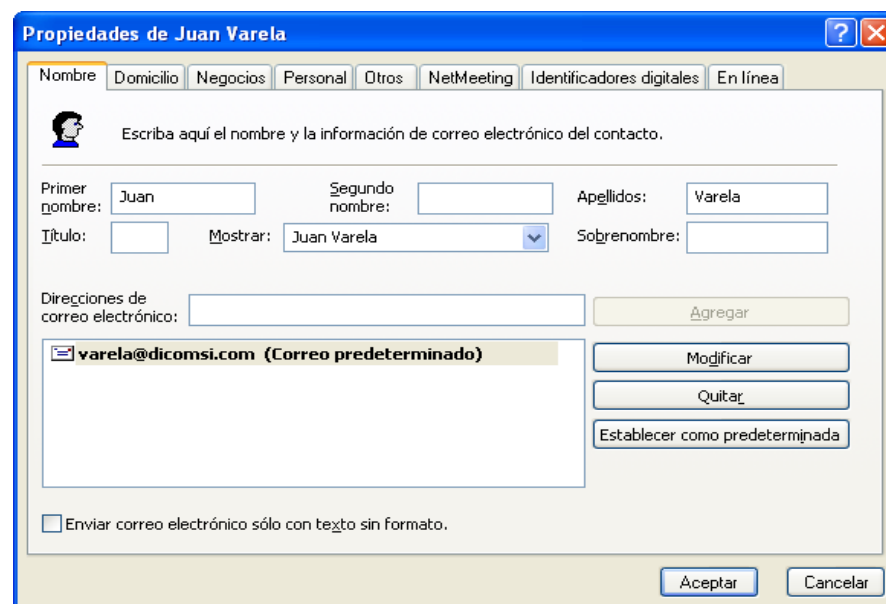 Propiedades de Juan Varela
Nombre Domicilio Negocios Personal Otros NetMeeting Identificadores digitales En línea
Escriba aquí el nombre y la información de correo electrónico del contacto.
Primer nombre: Juan
Segundo nombre:
Apellidos: Varela
Título:
Mostrar: Juan Varela
Sobrenombre:
Direcciones de correo electrónico:
Agregar
varela@dicomsi.com (Correo predeterminado)
Modificar
Quitar
Establecer como predeterminada
Enviar correo electrónico sólo con texto sin formato.
Aceptar Cancelar